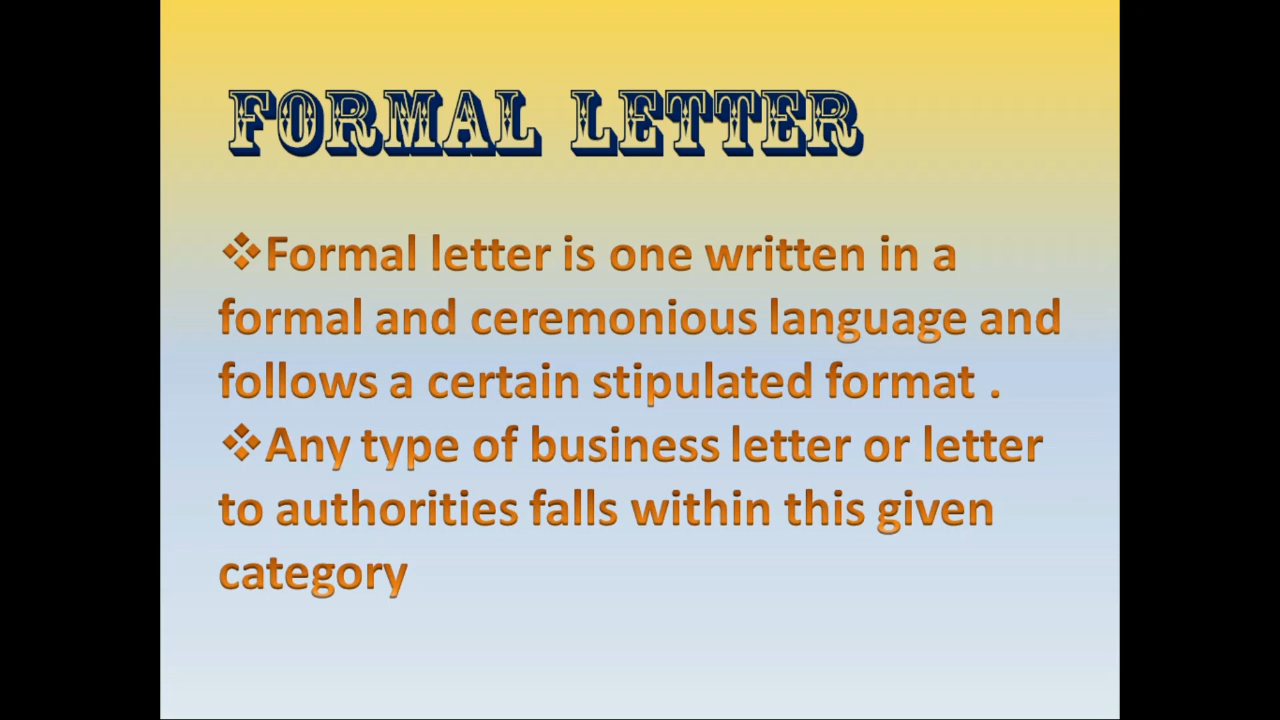 FORMAL LETTER
❖Formal letter is one written in a
formal and ceremonious language and
follows a certain stipulated format .
❖Any type of business letter or letter
to authorities falls within this given
category